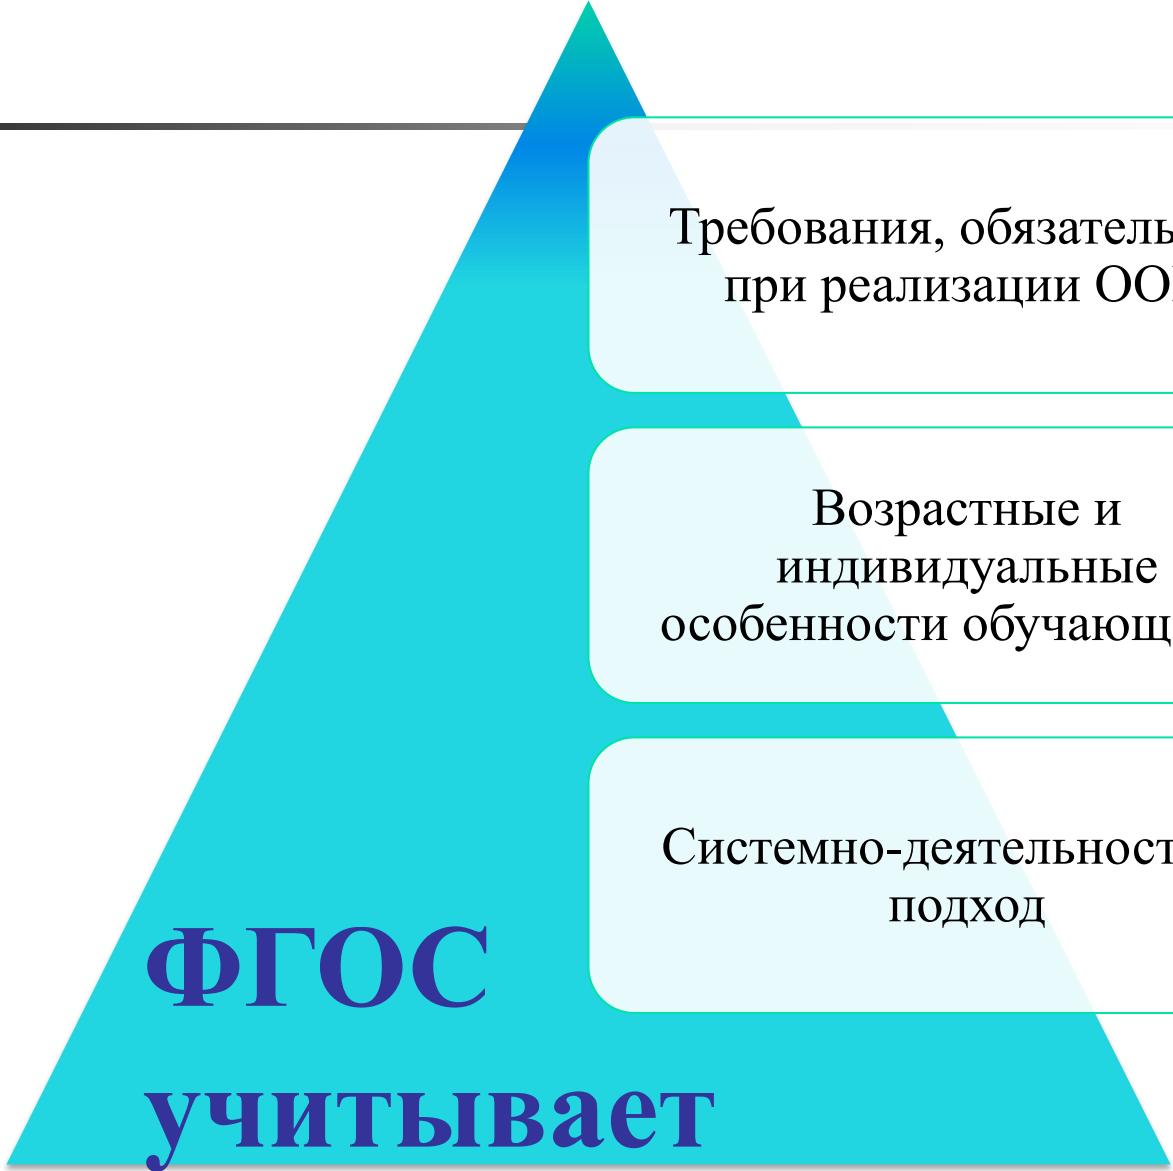 Требования, обязатель
при реализации ОО
Возрастные и
индивидуальные
особенности обучающ
Системно-деятельност
подход
ФГОС
учитывает